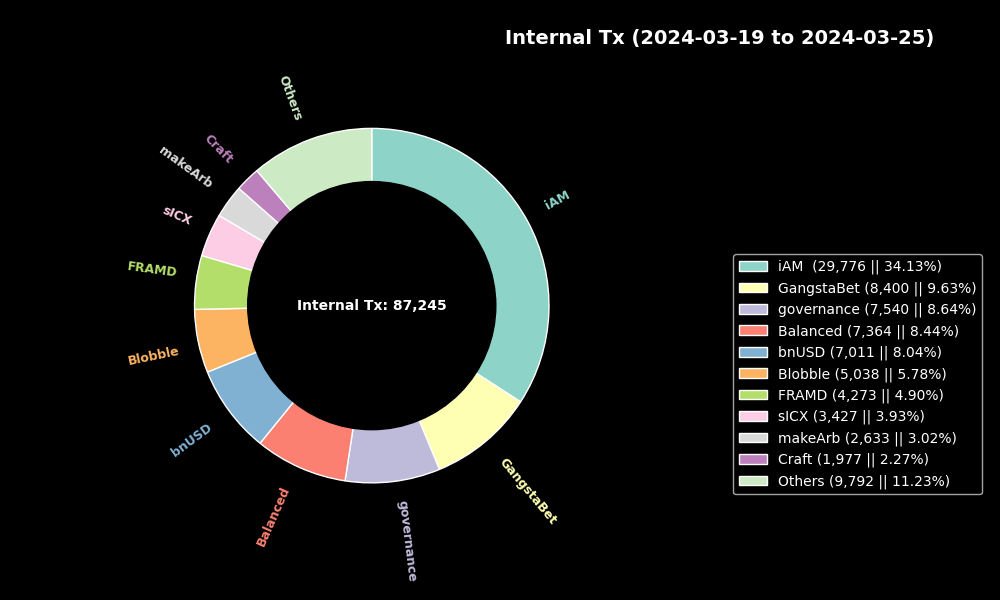 Internal Tx (2024-03-19 to 2024-03-25)
Others
Craft
makeArb
iAM
sICX
FRAMD
Internal Tx: 87,245
Blobble
bnUSD
GangstaBet
Balanced
governance
iAM  (29,776 || 34.13%)
GangstaBet (8,400 || 9.63%)
governance (7,540 || 8.64%)
Balanced (7,364 || 8.44%)
bnUSD (7,011 || 8.04%)
Blobble (5,038 || 5.78%)
FRAMD (4,273 || 4.90%)
sICX (3,427 || 3.93%)
makeArb (2,633 || 3.02%)
Craft (1,977 || 2.27%)
Others (9,792 || 11.23%)